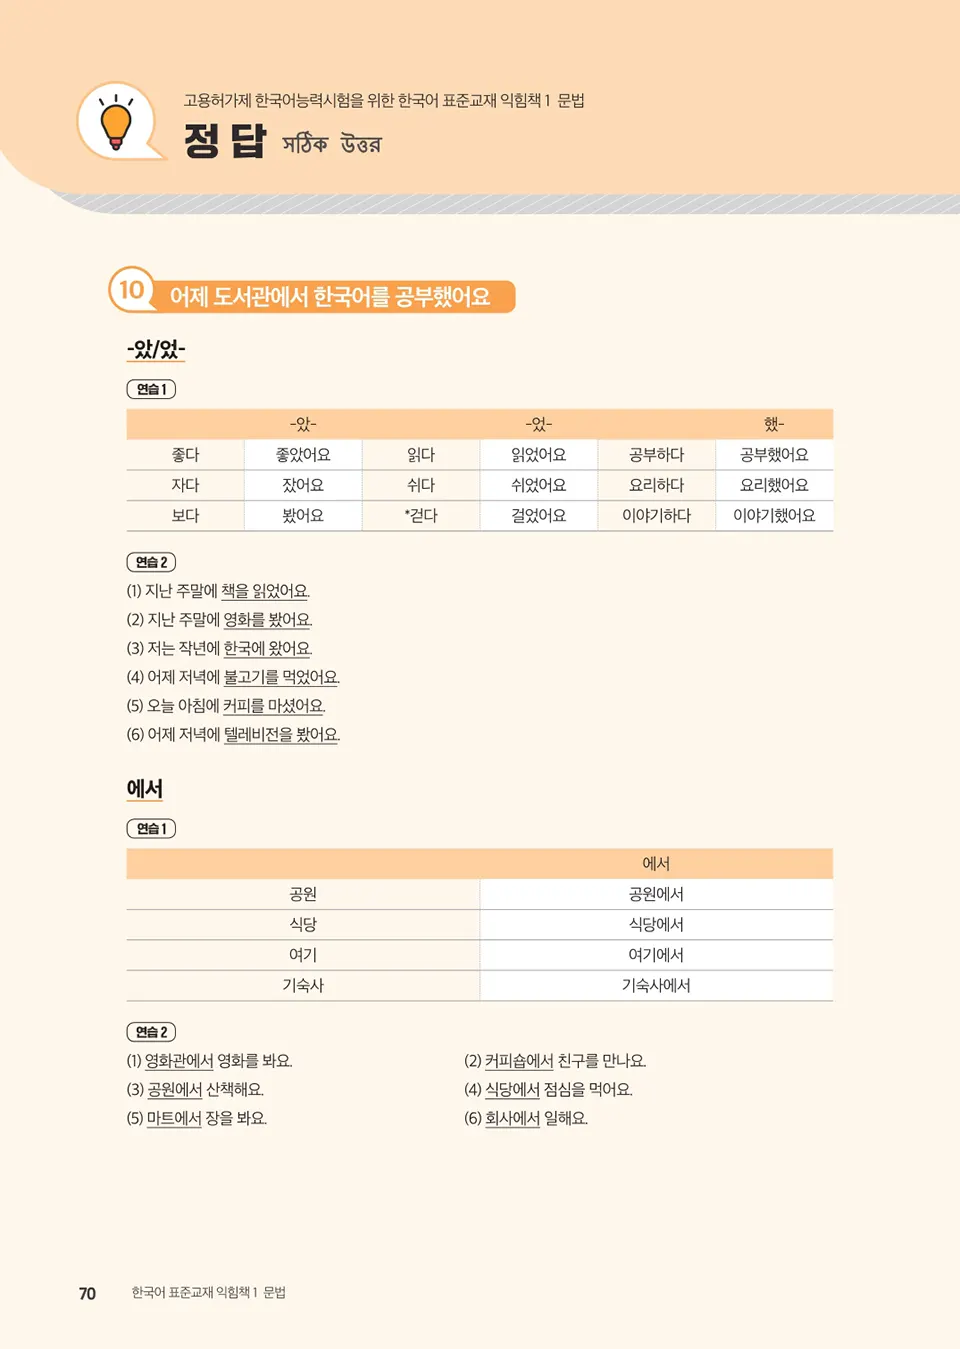 고용허가제 한국어능력시험을 위한 한국어 표준교재 익힘책 1 문법
정답 সঠিক উত্তর
10 어제 도서관에서 한국어를 공부했어요
-았/었-
연습 1
-았- -었- 했-
좋다 좋았어요 읽다 읽었어요 공부하다 공부했어요
자다 잤어요 쉬다 쉬었어요 요리하다 요리했어요
보다 봤어요 *걷다 걸었어요 이야기하다 이야기했어요
연습 2
(1) 지난 주말에 책을 읽었어요.
(2) 지난 주말에 영화를 봤어요.
(3) 저는 작년에 한국에 왔어요.
(4) 어제 저녁에 불고기를 먹었어요.
(5) 오늘 아침에 커피를 마셨어요.
(6) 어제 저녁에 텔레비전을 봤어요.
에서
연습 1
에서
공원 공원에서
식당 식당에서
여기 여기에서
기숙사 기숙사에서
연습 2
(1) 영화관에서 영화를 봐요. (2) 커피숍에서 친구를 만나요.
(3) 공원에서 산책해요. (4) 식당에서 점심을 먹어요.
(5) 마트에서 장을 봐요. (6) 회사에서 일해요.
70 한국어 표준교재 익힘책 1 문법